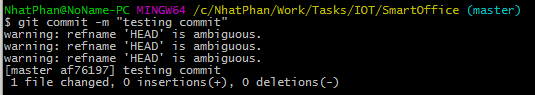 NhatPhan@NoName-PC MINGW64 /c/NhatPhan/Work/Tasks/IOT/SmartOffice (master)
$ git commit -m "testing commit"
warning: refname 'HEAD' is ambiguous.
warning: refname 'HEAD' is ambiguous.
warning: refname 'HEAD' is ambiguous.
[master af76197] testing commit
 1 file changed, 0 insertions(+), 0 deletions(-)